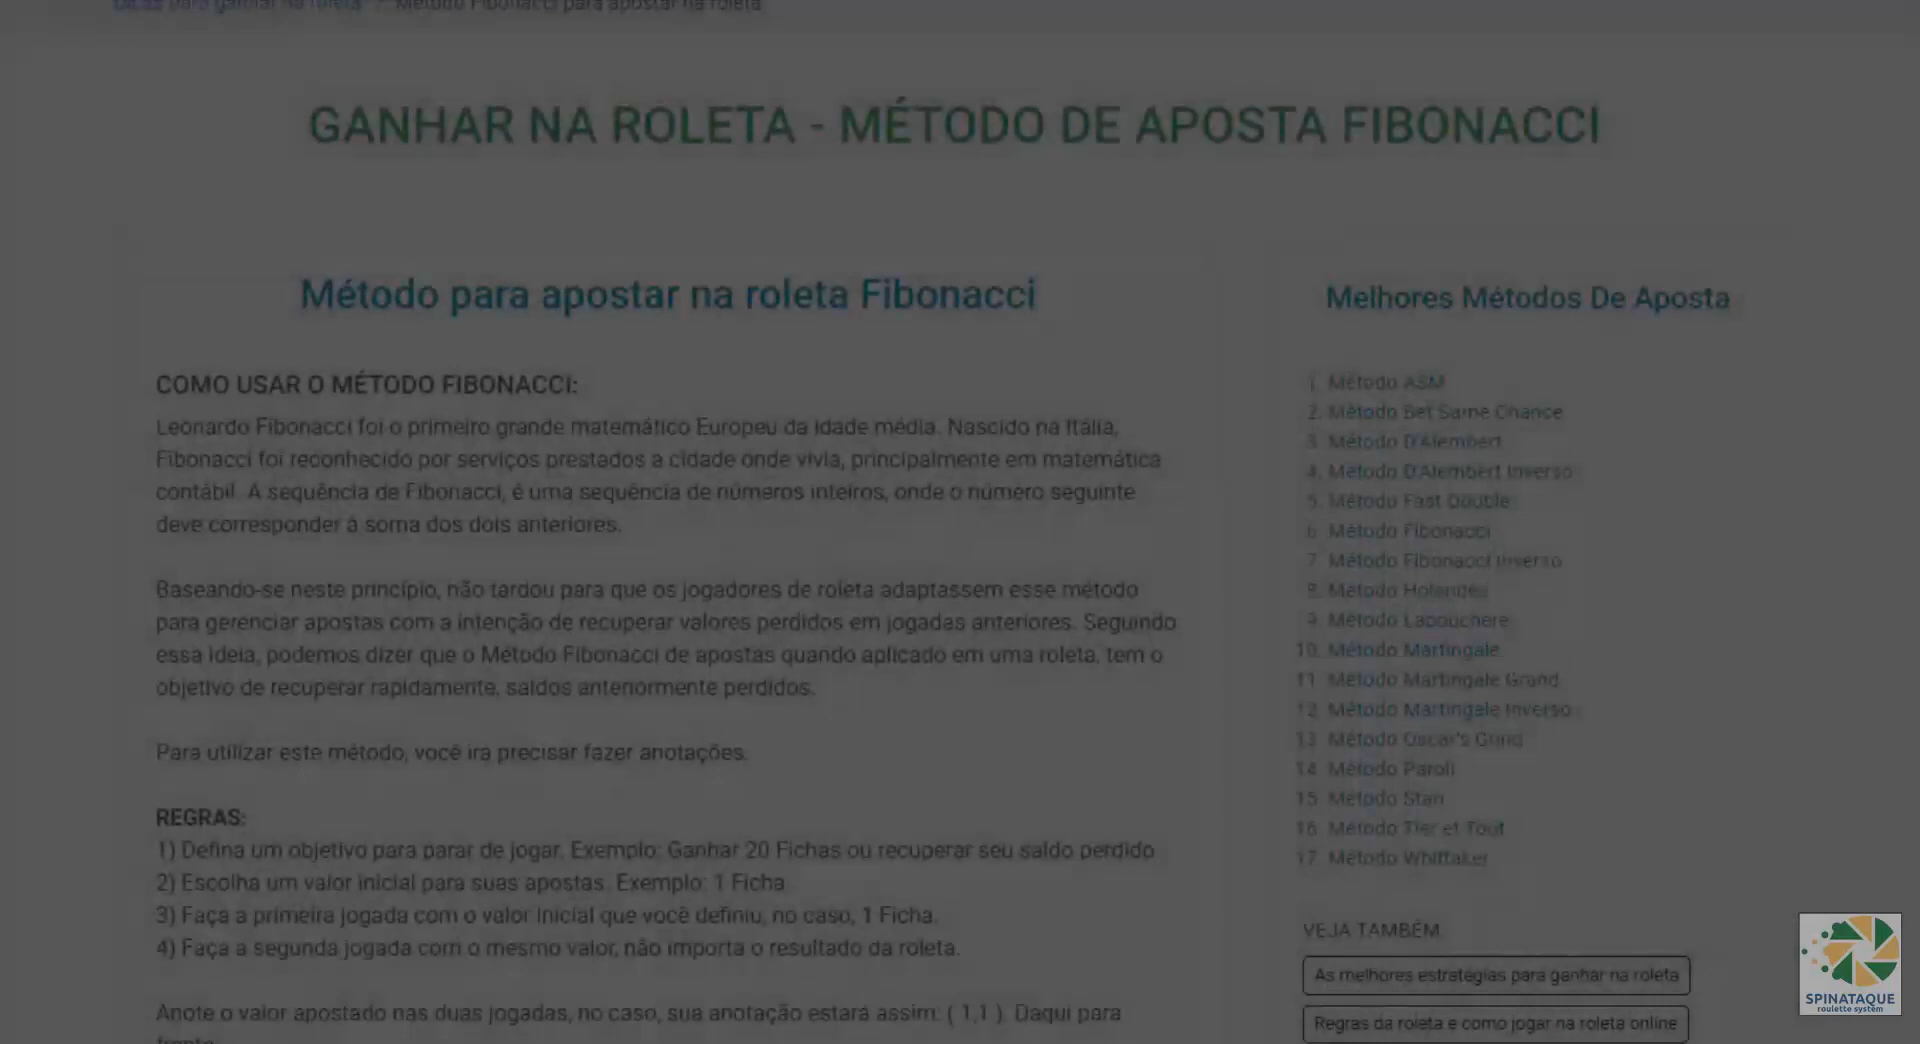 Dicas para ganhar na roleta > Método Fibonacci para apostar na roleta
GANHAR NA ROLETA - MÉTODO DE APOSTA FIBONACCI
Método para apostar na roleta Fibonacci
COMO USAR O MÉTODO FIBONACCI:
Leonardo Fibonacci foi o primeiro grande matemático Europeu da idade média. Nascido na Itália,
Fibonacci foi reconhecido por serviços prestados a cidade onde vivia, principalmente em matemática
contábil. A sequência de Fibonacci, é uma sequência de números inteiros, onde o número seguinte
deve corresponder à soma dos dois anteriores.
Baseando-se neste princípio, não tardou para que os jogadores de roleta adaptassem esse método
para gerenciar apostas com a intenção de recuperar valores perdidos em jogadas anteriores. Seguindo
essa ideia, podemos dizer que o Método Fibonacci de apostas quando aplicado em uma roleta, tem o
objetivo de recuperar rapidamente, saldos anteriormente perdidos.
Para utilizar este método, você ira precisar fazer anotações.
REGRAS:
1) Defina um objetivo para parar de jogar. Exemplo: Ganhar 20 Fichas ou recuperar seu saldo perdido
2) Escolha um valor inicial para suas apostas. Exemplo: 1 Ficha
3) Faça a primeira jogada com o valor inicial que você definiu, no caso, 1 Ficha.
4) Faça a segunda jogada com o mesmo valor, não importa o resultado da roleta.
Anote o valor apostado nas duas jogadas, no caso, sua anotação estará assim: ( 1,1 ). Daqui para
Melhores Métodos De Aposta
1. Método ASM
2. Método Bet Same Chance
3. Método D'Alembert
4. Método D'Alembert Inverso
5. Método Fast Double
6. Método Fibonacci
7. Método Fibonacci Inverso
8. Método Holandês
9. Método Labouchere
10. Método Martingale
11. Método Martingale Grand
12. Método Martingale Inverso
13. Método Oscar's Grind
14. Método Paroli
15. Método Stan
16. Método Tier et Tout
17. Método Whittaker
VEJA TAMBÉM
As melhores estratégias para ganhar na roleta
Regras da roleta e como jogar na roleta online
SPINATAQUE
roulette system